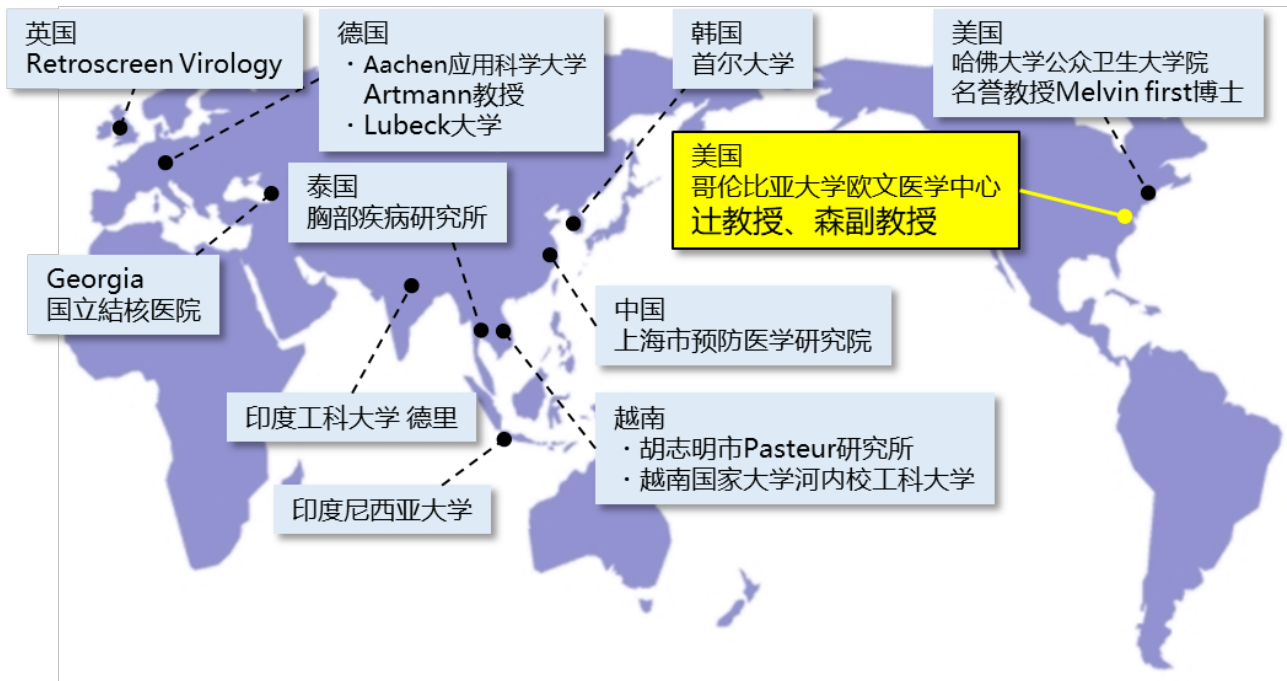 英国
Retroscreen Virology
德国
・Aachen应用科学大学
Artmann教授
・Lubeck大学
韩国
首尔大学
美国
哈佛大学公众卫生大学院
名誉教授Melvin first博士
美国
哥伦比亚大学欧文医学中心
辻教授、森副教授
泰国
胸部疾病研究所
Georgia
国立結核医院
中国
上海市预防医学研究院
印度工科大学 德里
越南
・胡志明市Pasteur研究所
・越南国家大学河内校工科大学
印度尼西亚大学